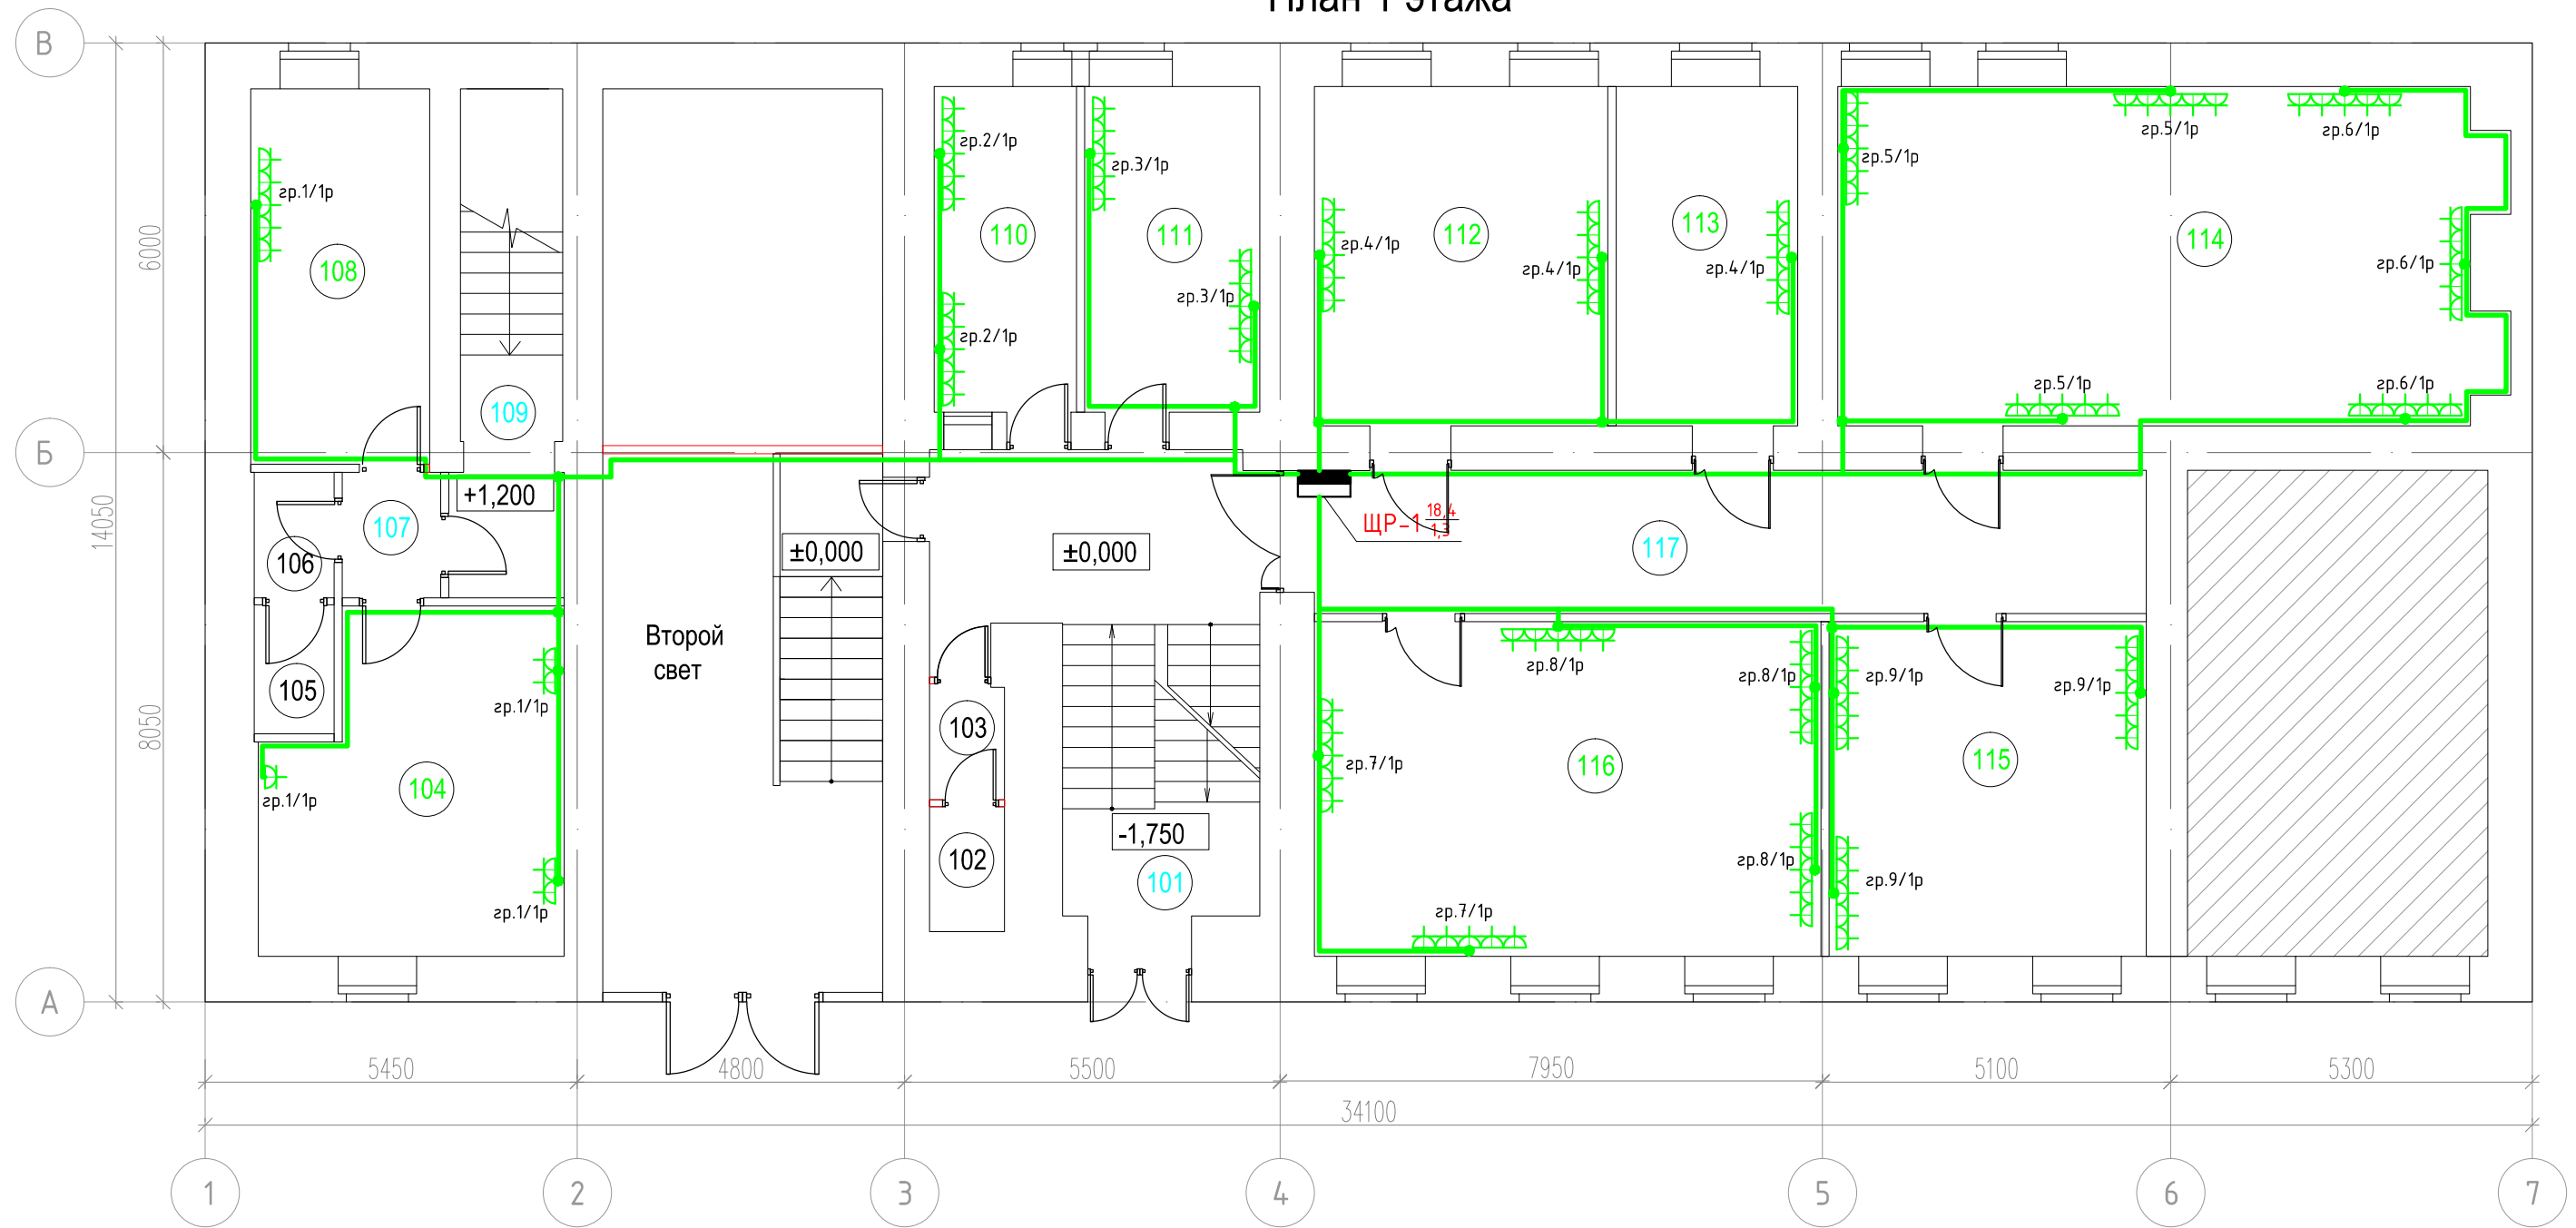 План 1 этажа
В
гр.5/1р
гр.6/1р
гр.2/1р
гр.3/1р
гр.5/1р
гр.1/1р
113
110
111
112
114
6000
гр.4/1р
гр.4/1р
гр.4/1р
гр.6/1р
108
гр.3/1р
гр.2/1р
гр.5/1р
гр.6/1р
109
Б
+1,200
14050
107
ЩР-1 18,4
1,3
±0,000
±0,000
117
106
Второй
свет
гр.8/1р
гр.8/1р
гр.9/1р
гр.9/1р
105
гр.1/1р
8050
103
гр.7/1р
116
115
104
гр.1/1р
-1,750
102
гр.8/1р
101
гр.9/1р
гр.1/1р
гр.7/1р
А
5450
4800
5500
7950
5100
5300
34100
1
2
3
4
5
6
7